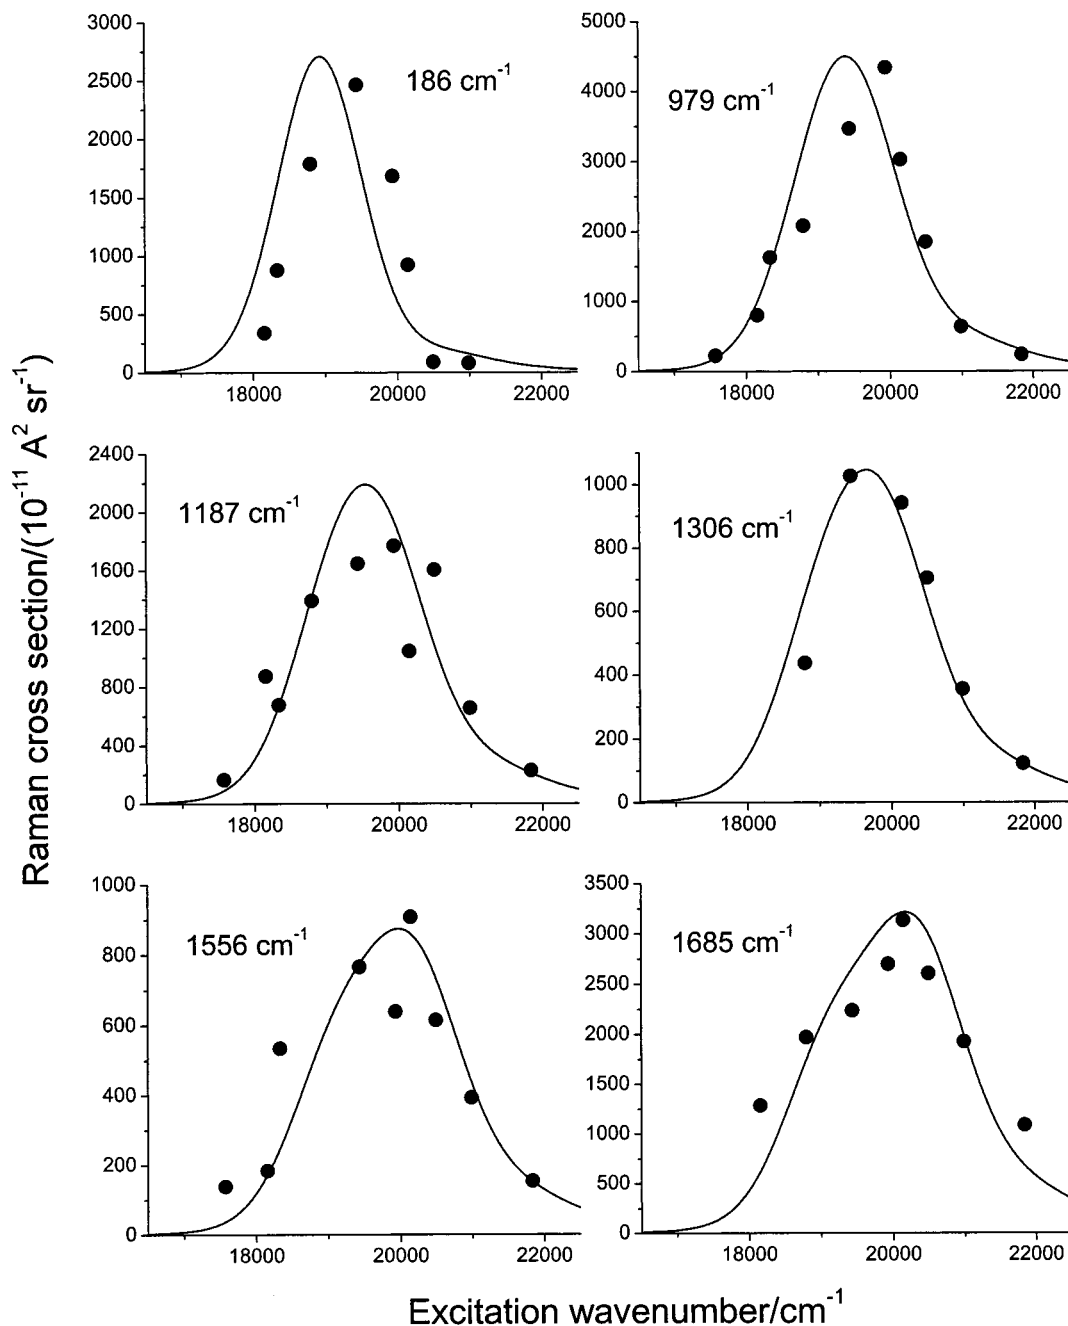 Raman cross section/(10⁻¹¹ A² sr⁻¹)
3000
2500
2000
1500
1000
500
0
186 cm⁻¹
18000 20000 22000
5000
4000
3000
2000
1000
0
979 cm⁻¹
18000 20000 22000
2400
2000
1600
1200
800
400
0
1187 cm⁻¹
18000 20000 22000
1000
800
600
400
200
0
1306 cm⁻¹
18000 20000 22000
1000
800
600
400
200
0
1556 cm⁻¹
18000 20000 22000
3500
3000
2500
2000
1500
1000
500
0
1685 cm⁻¹
18000 20000 22000
Excitation wavenumber/cm⁻¹